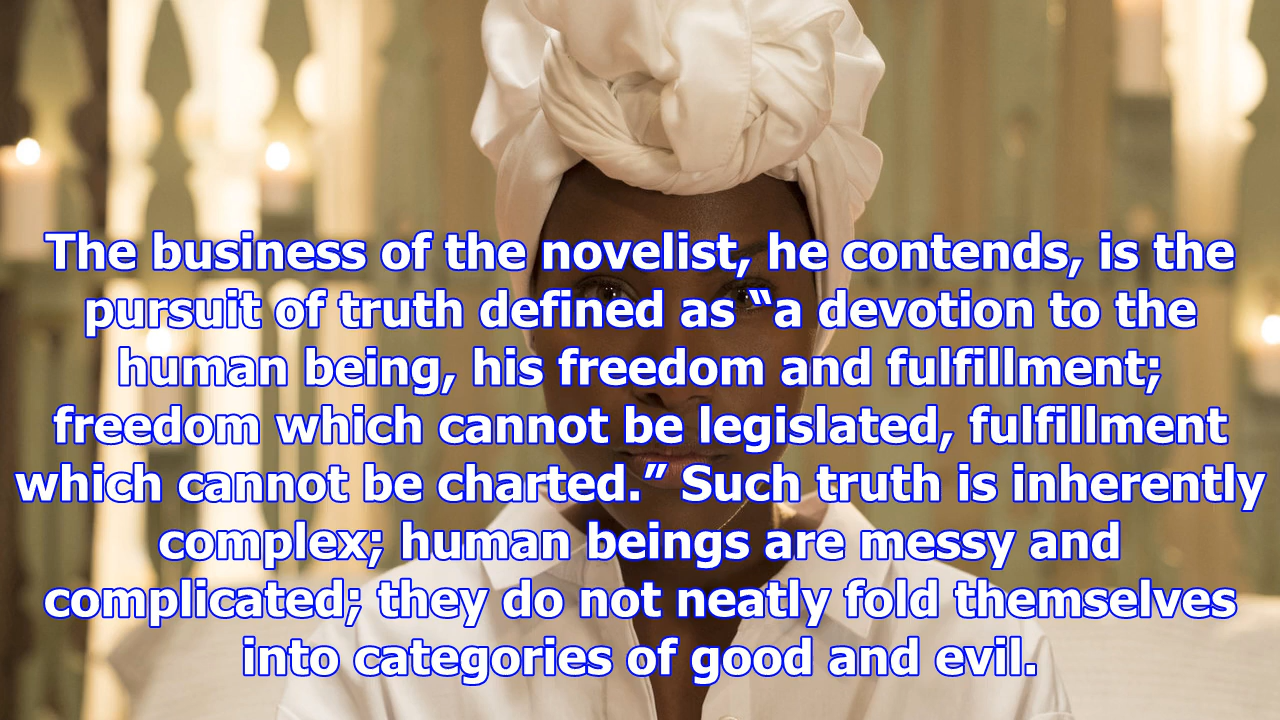 The business of the novelist, he contends, is the
pursuit of truth defined as “a devotion to the
human being, his freedom and fulfillment;
freedom which cannot be legislated, fulfillment
which cannot be charted.” Such truth is inherently
complex; human beings are messy and
complicated; they do not neatly fold themselves
into categories of good and evil.